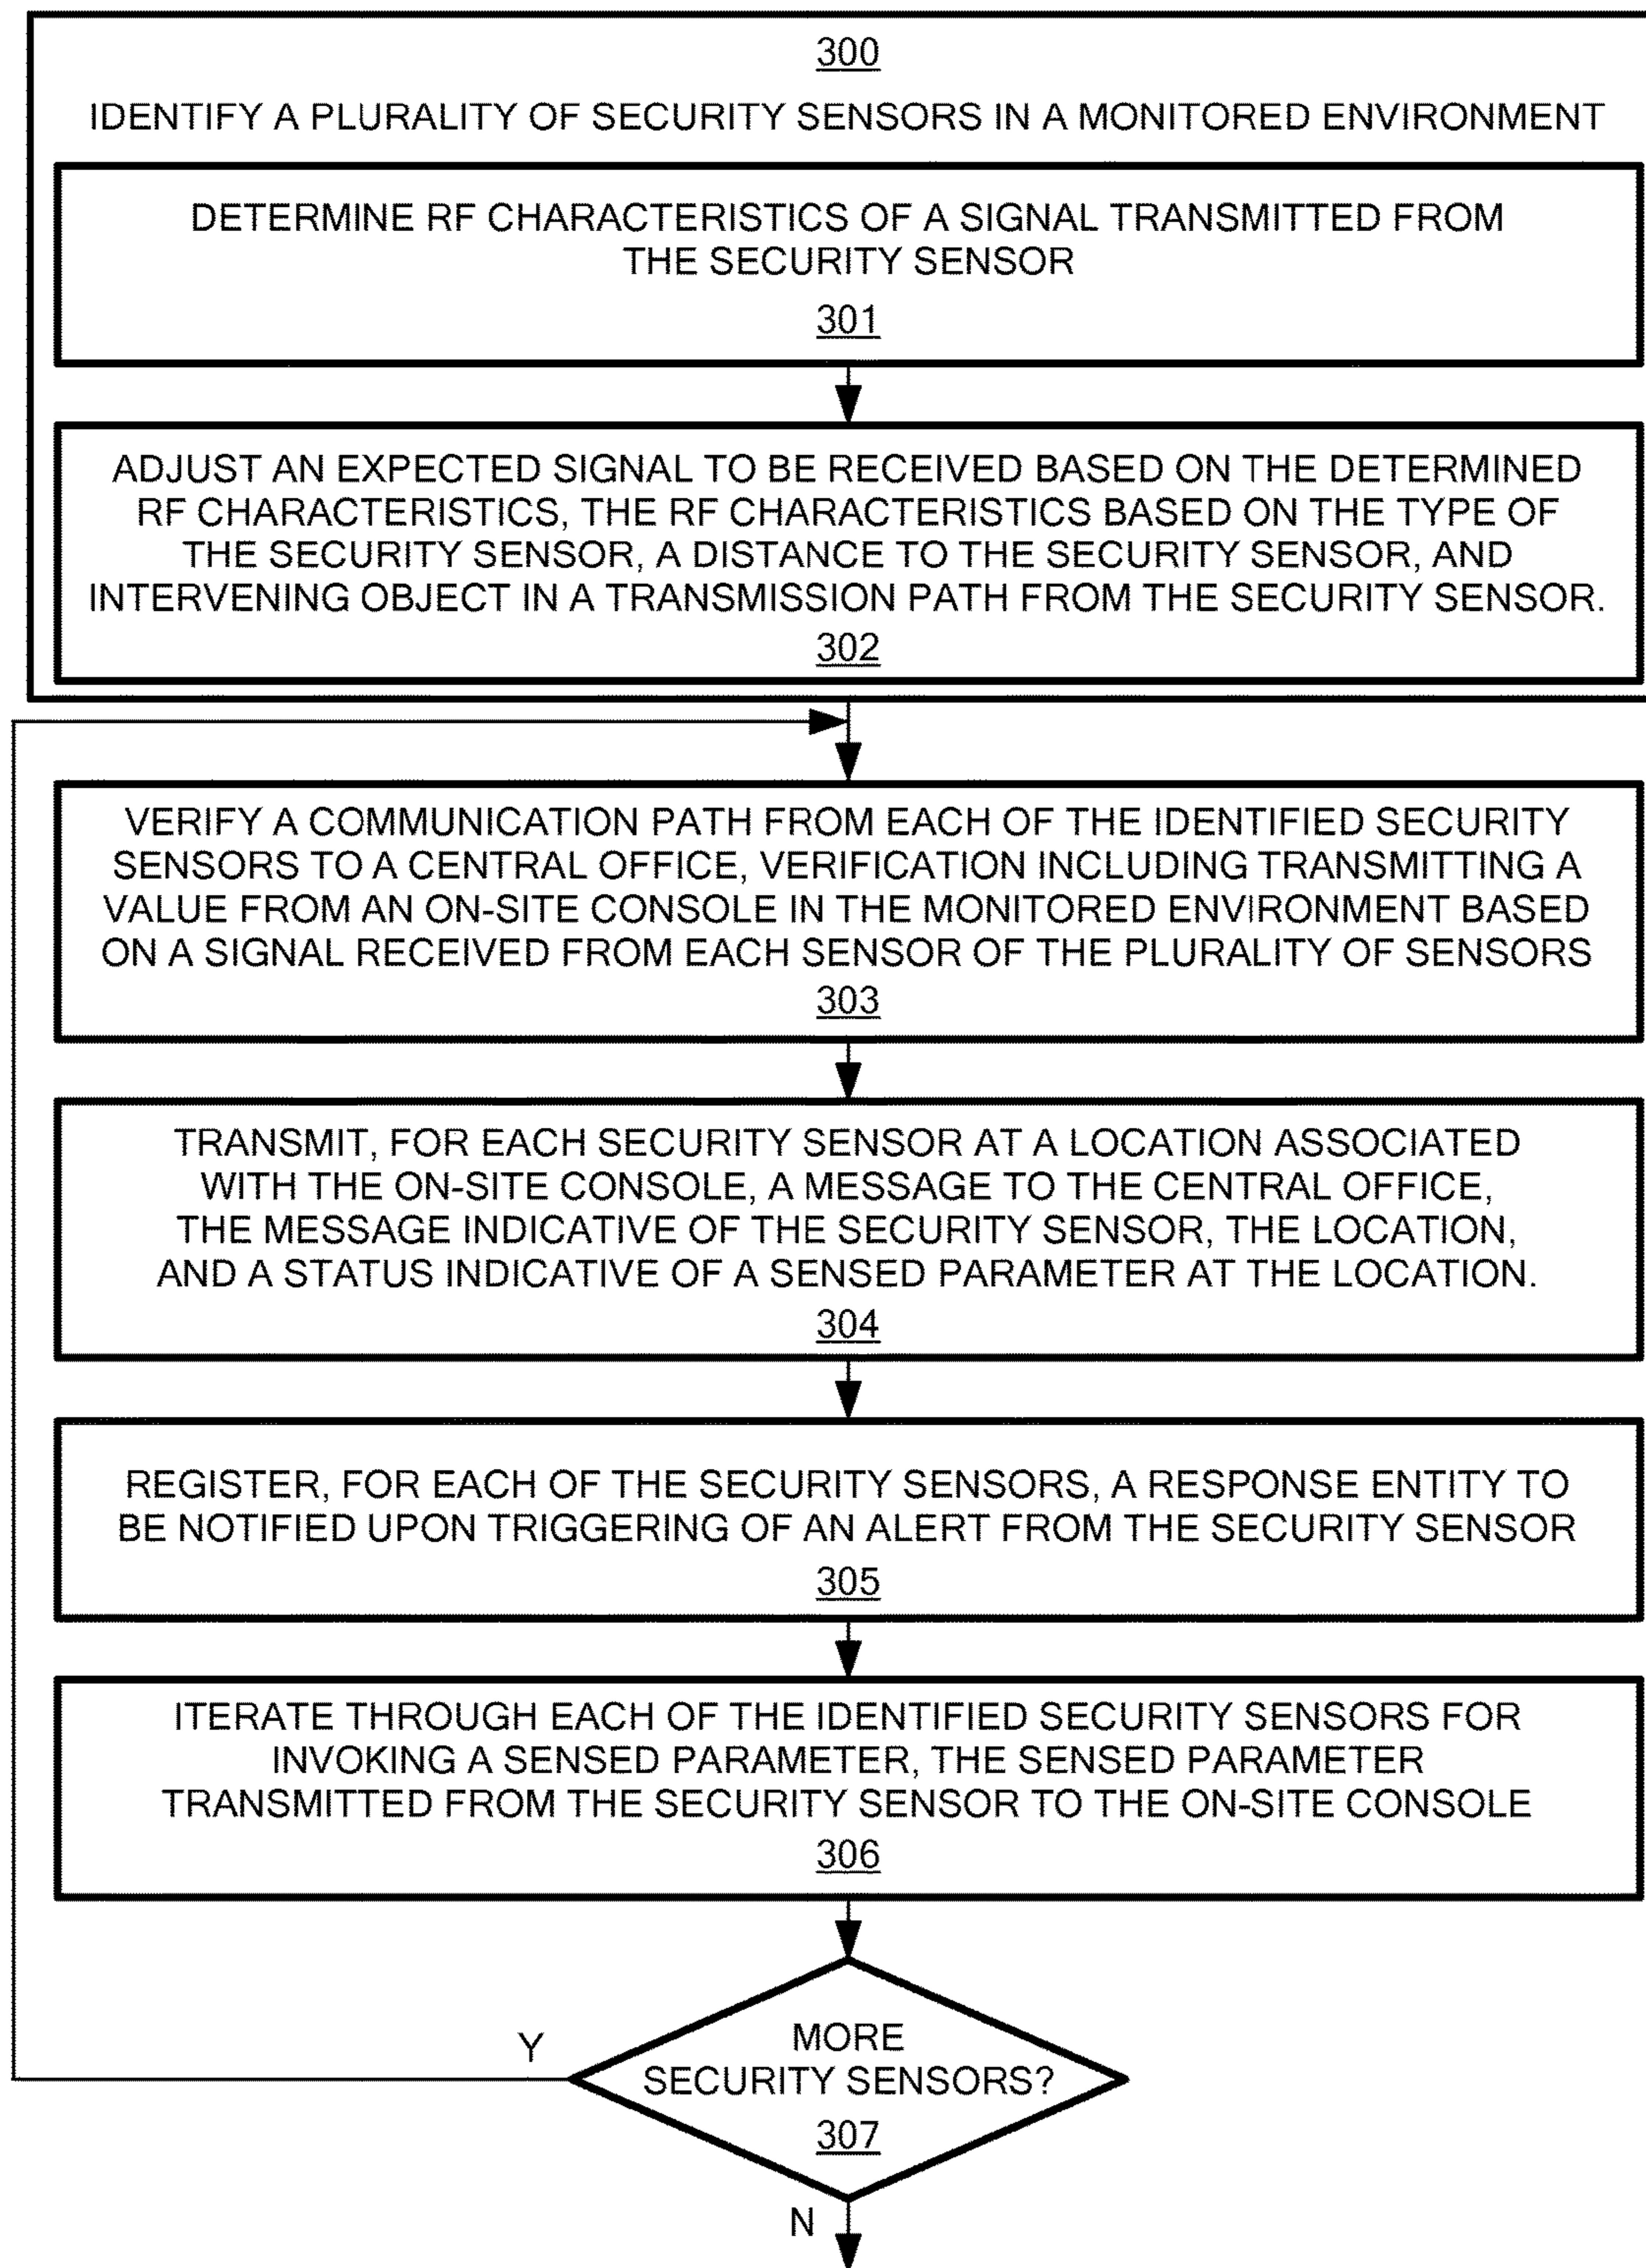 300
IDENTIFY A PLURALITY OF SECURITY SENSORS IN A MONITORED ENVIRONMENT
DETERMINE RF CHARACTERISTICS OF A SIGNAL TRANSMITTED FROM
THE SECURITY SENSOR
301
ADJUST AN EXPECTED SIGNAL TO BE RECEIVED BASED ON THE DETERMINED
RF CHARACTERISTICS, THE RF CHARACTERISTICS BASED ON THE TYPE OF
THE SECURITY SENSOR, A DISTANCE TO THE SECURITY SENSOR, AND
INTERVENING OBJECT IN A TRANSMISSION PATH FROM THE SECURITY SENSOR.
302
VERIFY A COMMUNICATION PATH FROM EACH OF THE IDENTIFIED SECURITY
SENSORS TO A CENTRAL OFFICE, VERIFICATION INCLUDING TRANSMITTING A
VALUE FROM AN ON-SITE CONSOLE IN THE MONITORED ENVIRONMENT BASED
ON A SIGNAL RECEIVED FROM EACH SENSOR OF THE PLURALITY OF SENSORS
303
TRANSMIT, FOR EACH SECURITY SENSOR AT A LOCATION ASSOCIATED
WITH THE ON-SITE CONSOLE, A MESSAGE TO THE CENTRAL OFFICE,
THE MESSAGE INDICATIVE OF THE SECURITY SENSOR, THE LOCATION,
AND A STATUS INDICATIVE OF A SENSED PARAMETER AT THE LOCATION.
304
REGISTER, FOR EACH OF THE SECURITY SENSORS, A RESPONSE ENTITY TO
BE NOTIFIED UPON TRIGGERING OF AN ALERT FROM THE SECURITY SENSOR
305
ITERATE THROUGH EACH OF THE IDENTIFIED SECURITY SENSORS FOR
INVOKING A SENSED PARAMETER, THE SENSED PARAMETER
TRANSMITTED FROM THE SECURITY SENSOR TO THE ON-SITE CONSOLE
306
Y
MORE
SECURITY SENSORS?
307
N